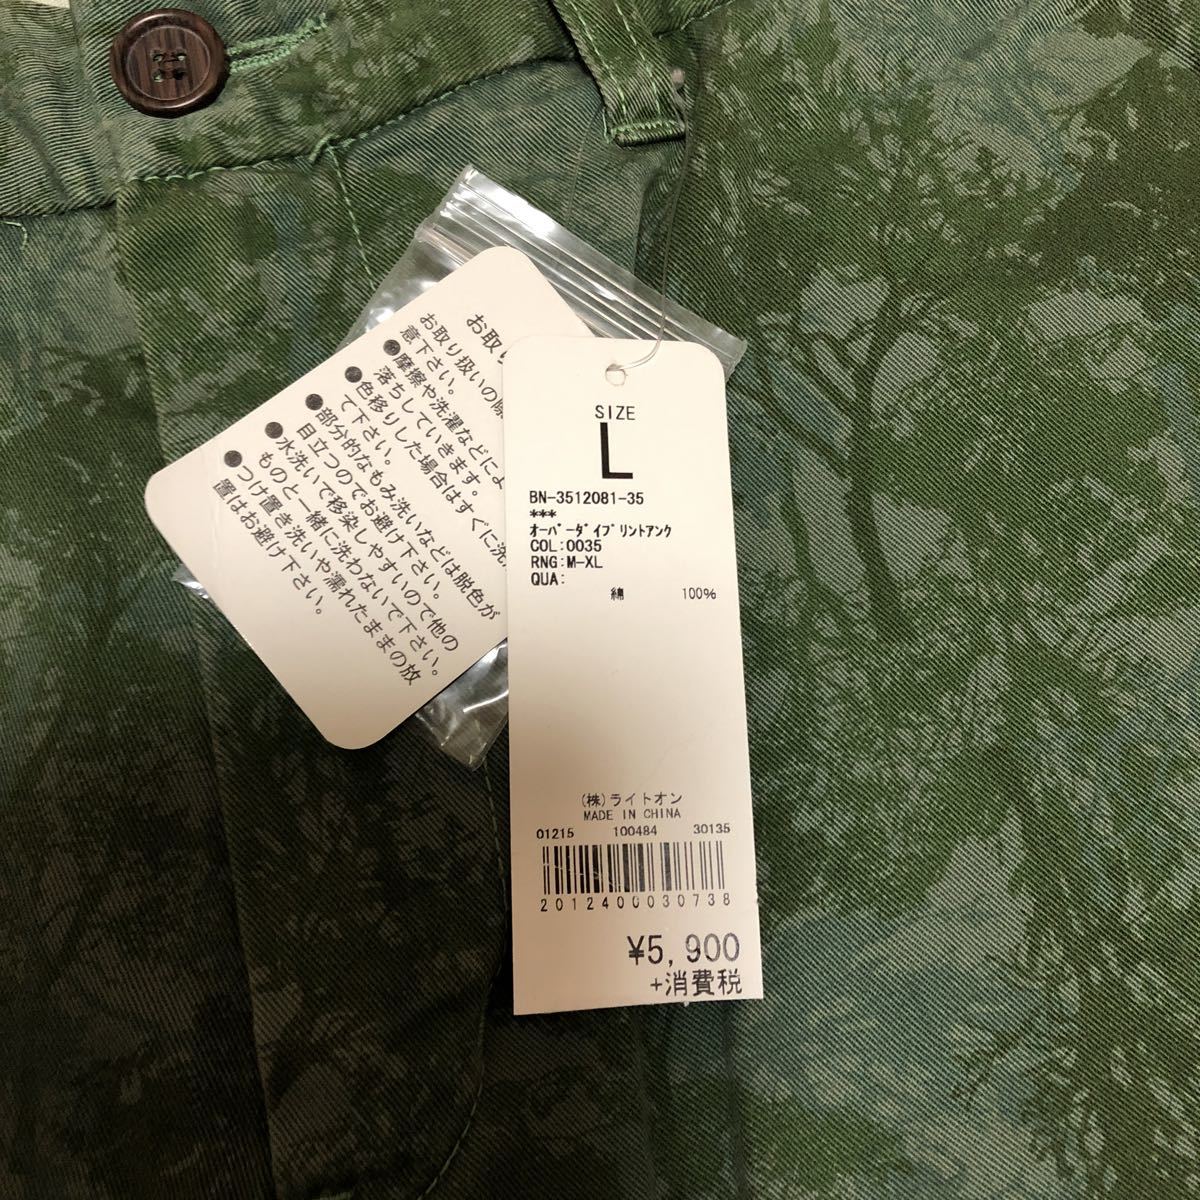 お取り
お取り扱いの際
意下さい。
●摩擦や洗濯などによ
落ちしていきます。
●色移りした場合はすぐに洗
て下さい。
●部分的なもみ洗いなどは脱色が
目立つのでお避け下さい。
●水洗いで移染しやすいので他の
ものと一緒に洗わないで下さい。
●つけ置き洗いや濡れたままの放
置はお避け下さい。
SIZE
L
BN-3512081-35
***
ｵｰﾊﾞｰﾀﾞｲﾌﾟﾘﾝﾄｱﾝｸ
COL:0035
RNG:M-XL
QUA:
綿 100%
(株)ライトオン
MADE IN CHINA
01215 100484 30135
2012400030738
¥5,900
+消費税